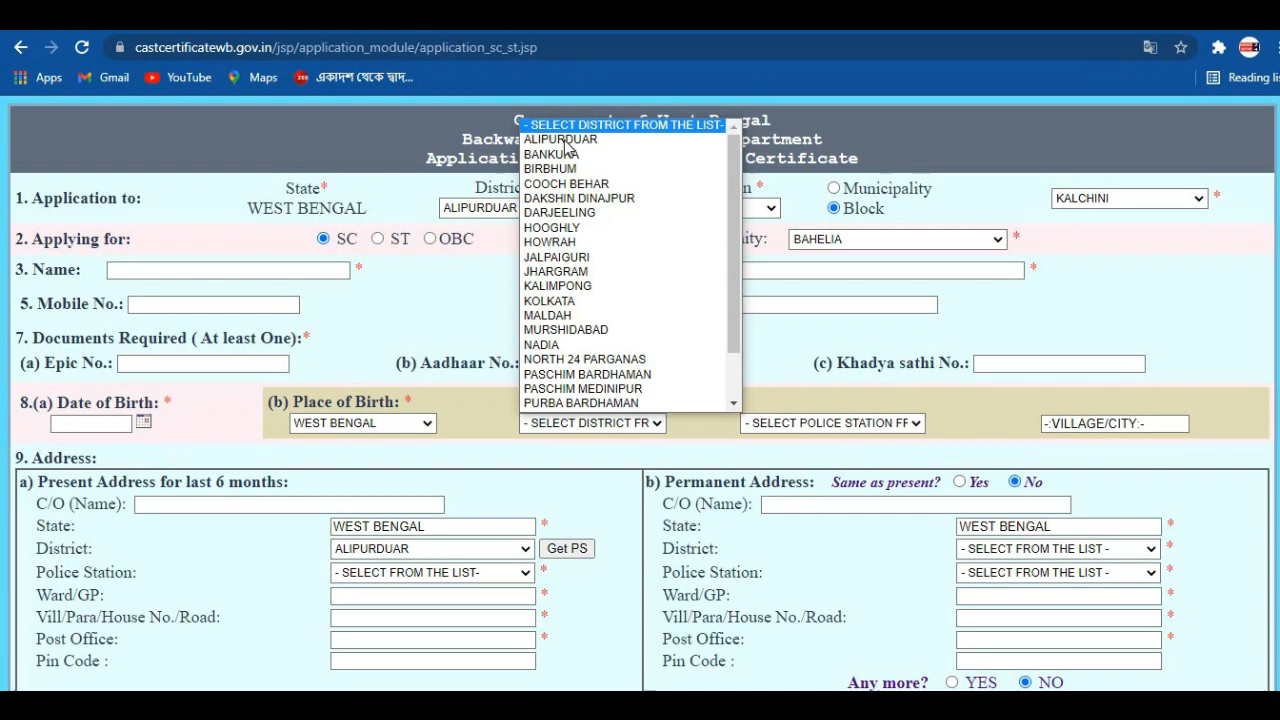 castcertificatewb.gov.in/jsp/application_module/application_sc_st.jsp
Apps Gmail YouTube Maps একাদশ থেকে দ্বাদ... Reading lis
Backwa partment
Applicati Certificate
- SELECT DISTRICT FROM THE LIST-
ALIPURDUAR
BIRBHUM
COOCH BEHAR
DAKSHIN DINAJPUR
DARJEELING
HOOGHLY
HOWRAH
JALPAIGURI
JHARGRAM
KALIMPONG
KOLKATA
MALDAH
MURSHIDABAD
NADIA
NORTH 24 PARGANAS
PASCHIM BARDHAMAN
PASCHIM MEDINIPUR
PURBA BARDHAMAN
1. Application to: State* Distric n * Municipality
WEST BENGAL ALIPURDUAR Block KALCHINI *
2. Applying for: SC ST OBC ity: BAHELIA *
3. Name: * *
5. Mobile No.:
7. Documents Required ( At least One):*
(a) Epic No.: (b) Aadhaar No.: (c) Khadya sathi No.:
8.(a) Date of Birth: * (b) Place of Birth: *
WEST BENGAL - SELECT DISTRICT FR - SELECT POLICE STATION FF -:VILLAGE/CITY:-
9. Address:
a) Present Address for last 6 months:
C/O (Name):
State: WEST BENGAL *
District: ALIPURDUAR Get PS
Police Station: - SELECT FROM THE LIST- *
Ward/GP: *
Vill/Para/House No./Road: *
Post Office: *
Pin Code :
b) Permanent Address: Same as present? Yes No
C/O (Name):
State: WEST BENGAL *
District: - SELECT FROM THE LIST - *
Police Station: - SELECT FROM THE LIST - *
Ward/GP: *
Vill/Para/House No./Road: *
Post Office: *
Pin Code :
Any more? YES NO